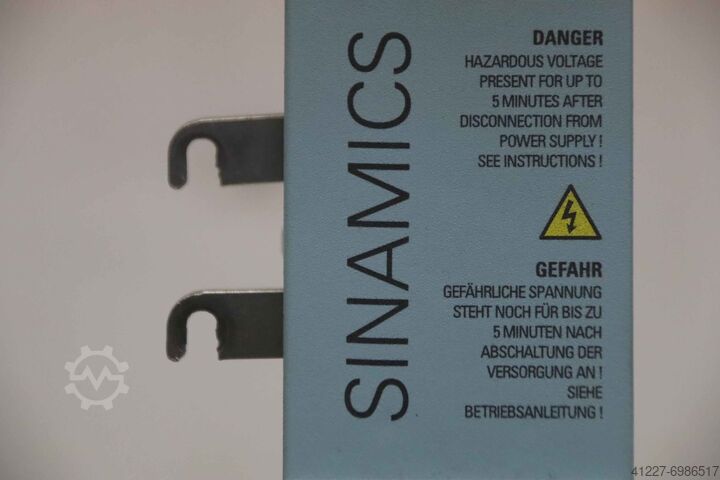 SINAMICS
DANGER
HAZARDOUS VOLTAGE
PRESENT FOR UP TO
5 MINUTES AFTER
DISCONNECTION FROM
POWER SUPPLY !
SEE INSTRUCTIONS !
GEFAHR
GEFÄHRLICHE SPANNUNG
STEHT NOCH FÜR BIS ZU
5 MINUTEN NACH
ABSCHALTUNG DER
VERSORGUNG AN !
SIEHE
BETRIEBSANLEITUNG !
41227-6986517